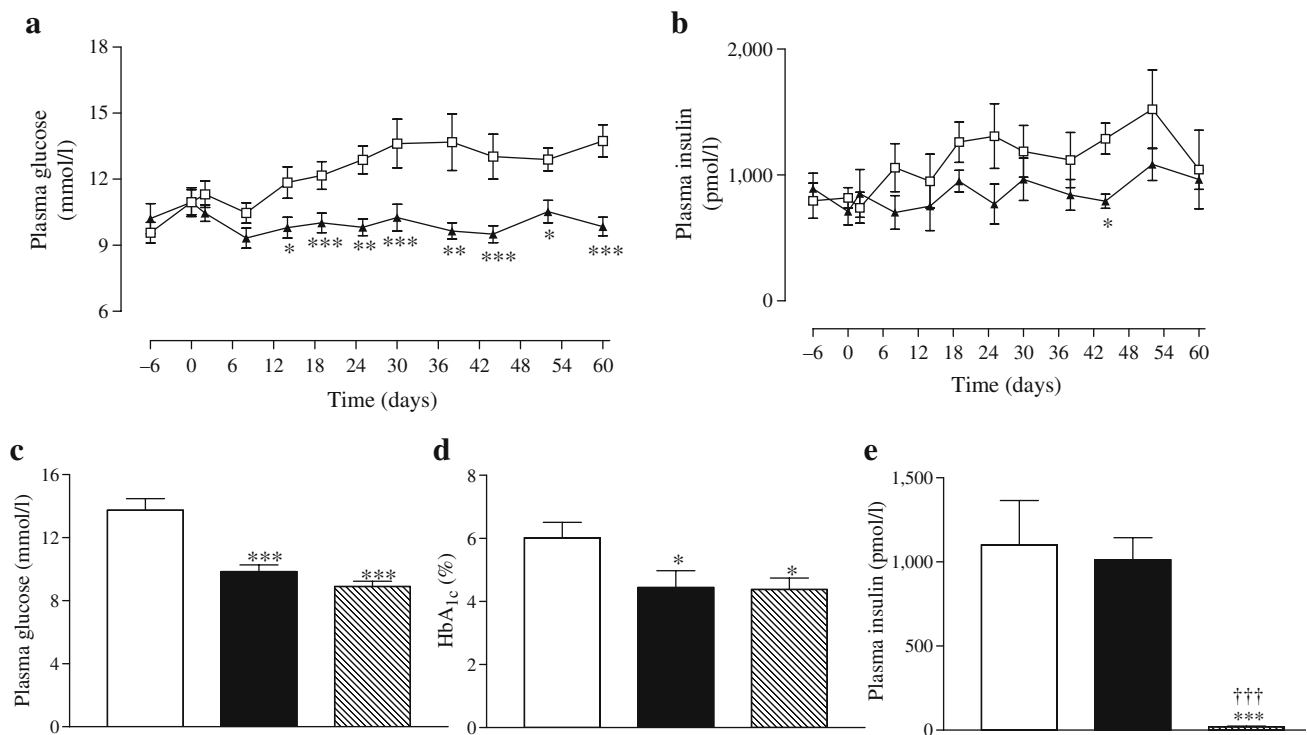 a
18
15
12
9
6
Plasma glucose
(mmol/l)
* *** ** *** ** *** * ***
–6 0 6 12 18 24 30 36 42 48 54 60
Time (days)
b
2,000
1,000
0
Plasma insulin
(pmol/l)
*
–6 0 6 12 18 24 30 36 42 48 54 60
Time (days)
c
16
12
8
4
0
Plasma glucose (mmol/l)
*** ***
d
8
6
4
2
0
HbA1c (%)
* *
e
1,500
1,000
500
0
Plasma insulin (pmol/l)
†††
***